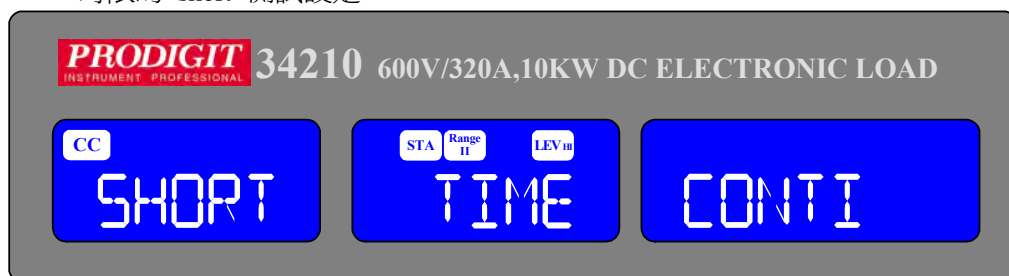 PRODIGIT
INSTRUMENT PROFESSIONAL
34210 600V/320A,10KW DC ELECTRONIC LOAD
CC
STA Range II LEV HI
SHORT TIME CONTI